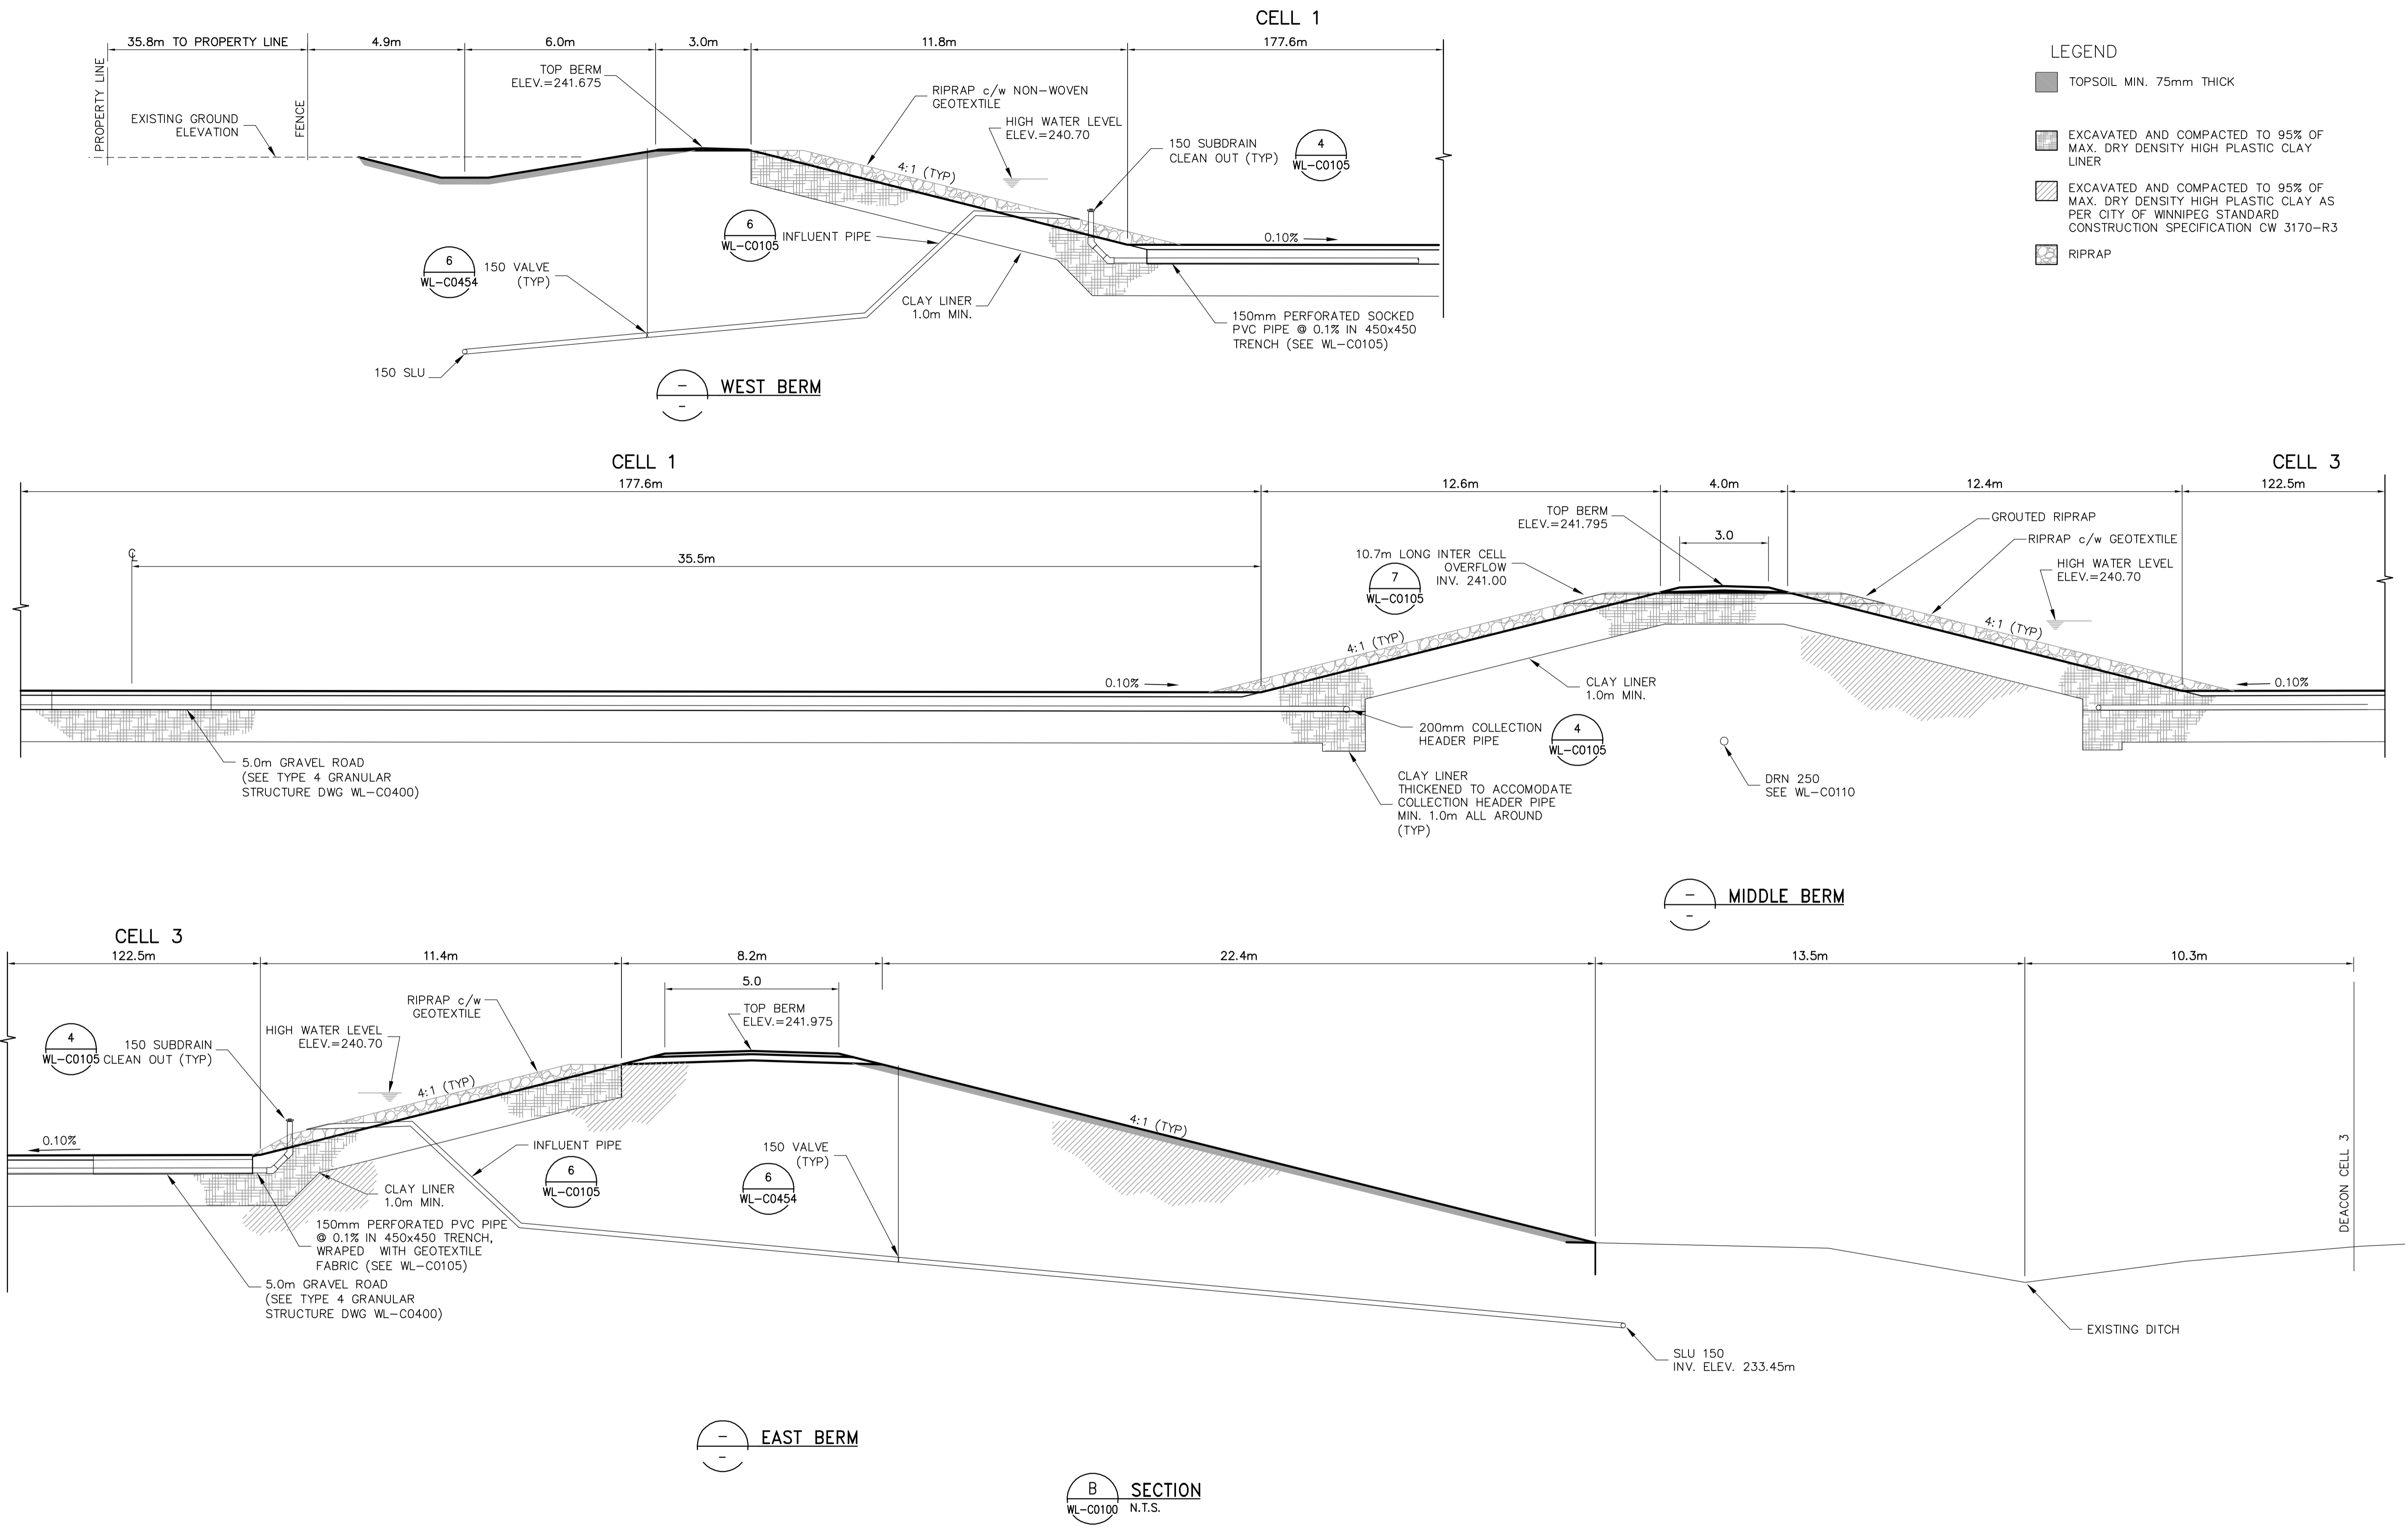 CELL 1
35.8m TO PROPERTY LINE
4.9m
6.0m
3.0m
11.8m
177.6m
PROPERTY LINE
FENCE
EXISTING GROUND
ELEVATION
TOP BERM
ELEV.=241.675
RIPRAP c/w NON-WOVEN
GEOTEXTILE
HIGH WATER LEVEL
ELEV.=240.70
4:1 (TYP)
150 SUBDRAIN
CLEAN OUT (TYP)
4
WL-C0105
6
WL-C0105
INFLUENT PIPE
0.10%
6
WL-C0454
150 VALVE
(TYP)
CLAY LINER
1.0m MIN.
150mm PERFORATED SOCKED
PVC PIPE @ 0.1% IN 450x450
TRENCH (SEE WL-C0105)
150 SLU
-
-
WEST BERM
LEGEND
TOPSOIL MIN. 75mm THICK
EXCAVATED AND COMPACTED TO 95% OF
MAX. DRY DENSITY HIGH PLASTIC CLAY
LINER
EXCAVATED AND COMPACTED TO 95% OF
MAX. DRY DENSITY HIGH PLASTIC CLAY AS
PER CITY OF WINNIPEG STANDARD
CONSTRUCTION SPECIFICATION CW 3170-R3
RIPRAP
CELL 1
CELL 3
177.6m
12.6m
4.0m
12.4m
122.5m
TOP BERM
ELEV.=241.795
3.0
GROUTED RIPRAP
RIPRAP c/w GEOTEXTILE
HIGH WATER LEVEL
ELEV.=240.70
℄
35.5m
10.7m LONG INTER CELL
OVERFLOW
INV. 241.00
7
WL-C0105
4:1 (TYP)
4:1 (TYP)
0.10%
0.10%
CLAY LINER
1.0m MIN.
200mm COLLECTION
HEADER PIPE
4
WL-C0105
5.0m GRAVEL ROAD
(SEE TYPE 4 GRANULAR
STRUCTURE DWG WL-C0400)
CLAY LINER
THICKENED TO ACCOMODATE
COLLECTION HEADER PIPE
MIN. 1.0m ALL AROUND
(TYP)
DRN 250
SEE WL-C0110
-
-
MIDDLE BERM
CELL 3
122.5m
11.4m
8.2m
22.4m
13.5m
10.3m
5.0
TOP BERM
ELEV.=241.975
RIPRAP c/w
GEOTEXTILE
HIGH WATER LEVEL
ELEV.=240.70
4
WL-C0105
150 SUBDRAIN
CLEAN OUT (TYP)
4:1 (TYP)
4:1 (TYP)
0.10%
INFLUENT PIPE
6
WL-C0105
150 VALVE
(TYP)
6
WL-C0454
CLAY LINER
1.0m MIN.
150mm PERFORATED PVC PIPE
@ 0.1% IN 450x450 TRENCH,
WRAPED WITH GEOTEXTILE
FABRIC (SEE WL-C0105)
5.0m GRAVEL ROAD
(SEE TYPE 4 GRANULAR
STRUCTURE DWG WL-C0400)
DEACON CELL 3
EXISTING DITCH
SLU 150
INV. ELEV. 233.45m
-
-
EAST BERM
B
WL-C0100
SECTION
N.T.S.